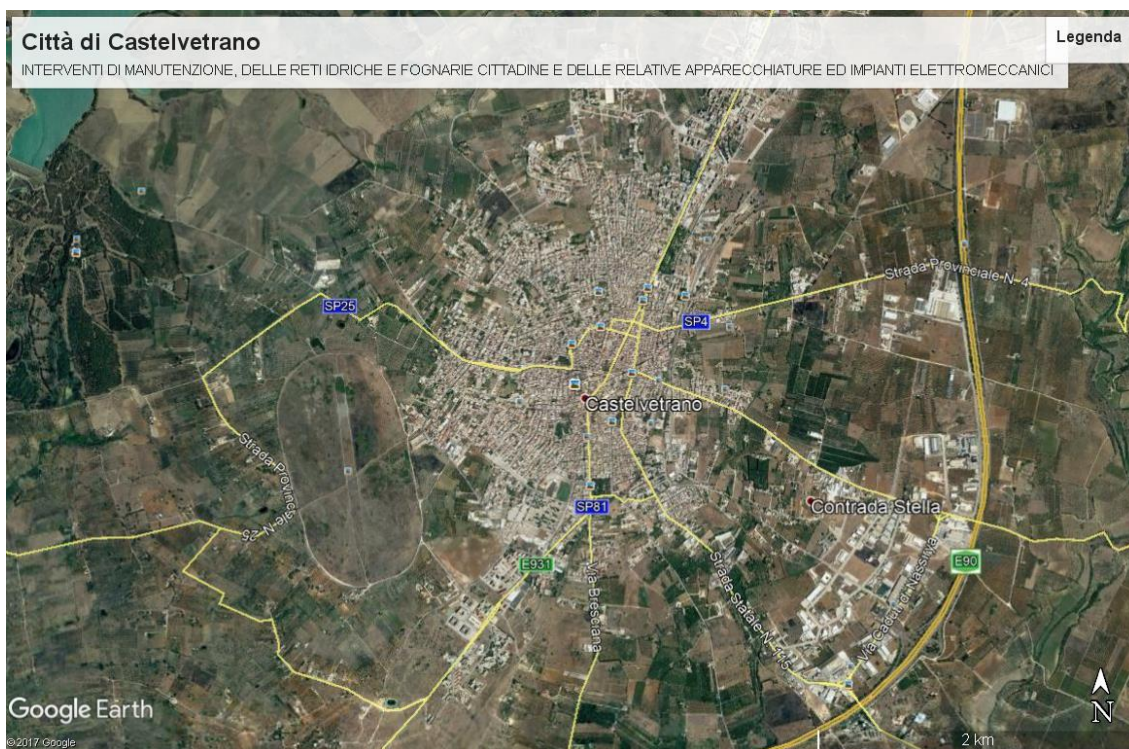 Città di Castelvetrano
INTERVENTI DI MANUTENZIONE, DELLE RETI IDRICHE E FOGNARIE CITTADINE E DELLE RELATIVE APPARECCHIATURE ED IMPIANTI ELETTROMECCANICI
Legenda
Strada Provinciale N. 4
SP25
SP4
Castelvetrano
Strada Provinciale N. 25
SP81
Contrada Stella
E931
E90
Via Bresciana
Strada Statale N. 115
Via Caduti di Nassirya
Google Earth
N
©2017 Google
2 km